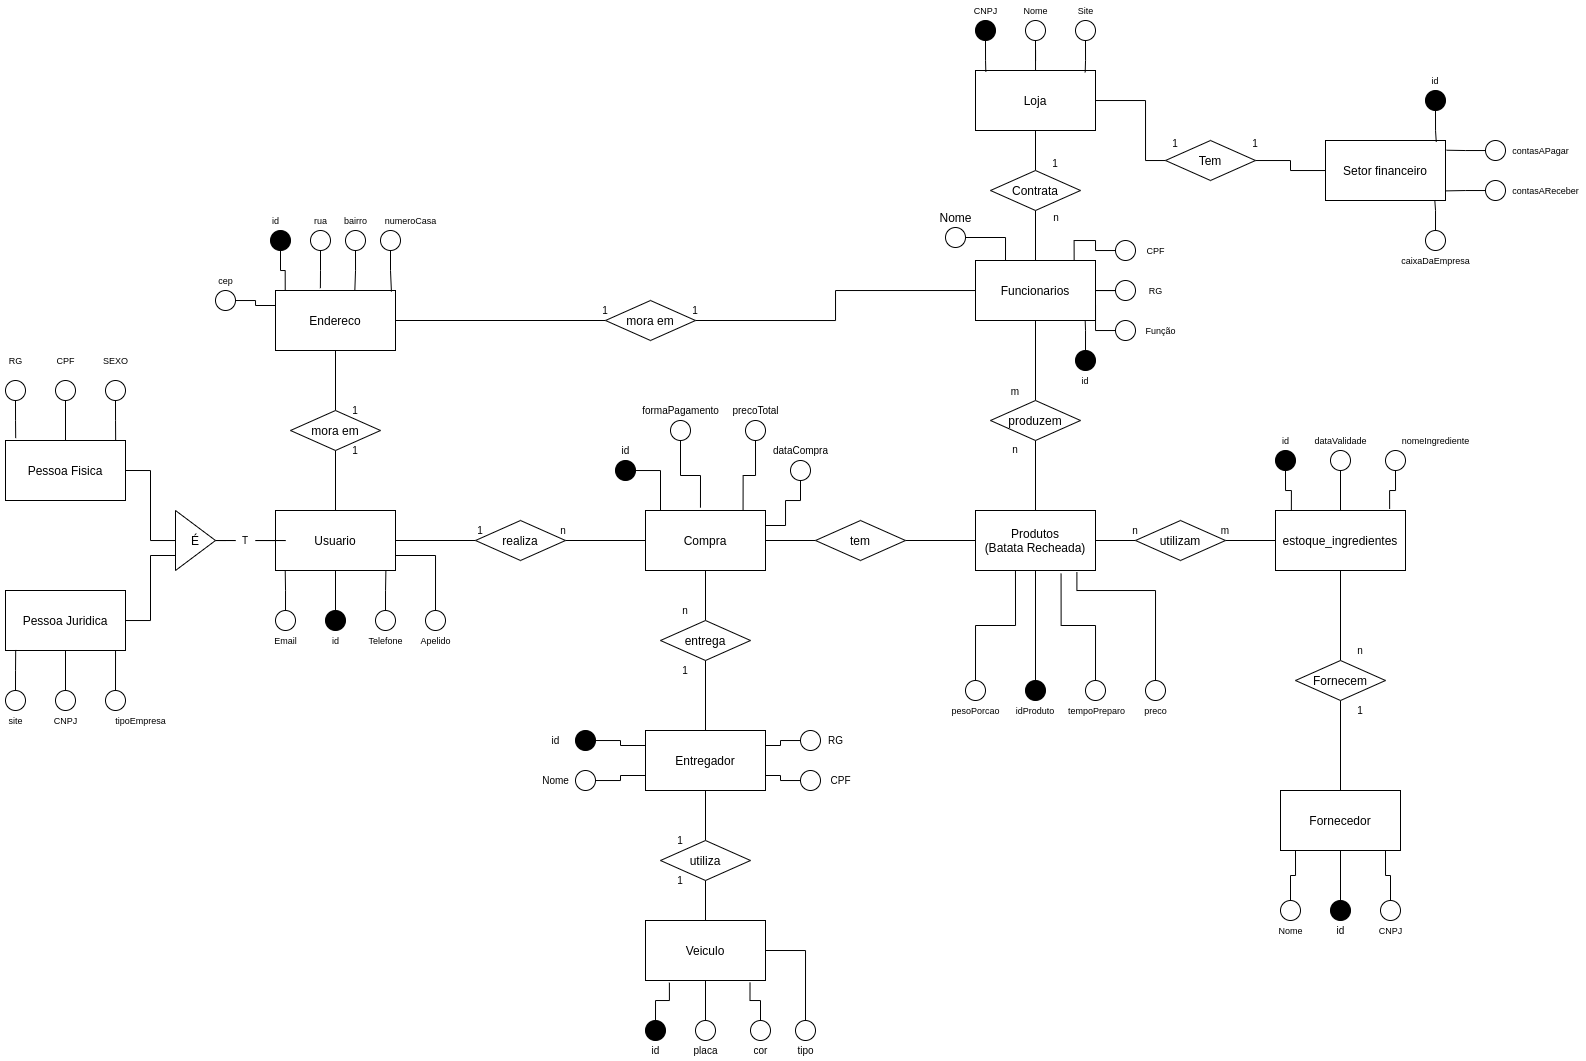 CNPJ
Nome
Site
Loja
id
contasAPagar
contasAReceber
Setor financeiro
caixaDaEmpresa
1
Tem
1
1
Contrata
n
Nome
CPF
RG
Função
Funcionarios
id
id
rua
bairro
numeroCasa
cep
Endereco
1
mora em
1
RG
CPF
SEXO
Pessoa Fisica
1
mora em
1
formaPagamento
precoTotal
id
dataCompra
m
produzem
n
id
dataValidade
nomeIngrediente
É
T
Usuario
1
realiza
n
Compra
tem
Produtos
(Batata Recheada)
n
utilizam
m
estoque_ingredientes
Pessoa Juridica
Email
id
Telefone
Apelido
site
CNPJ
tipoEmpresa
n
entrega
1
pesoPorcao
idProduto
tempoPreparo
preco
n
Fornecem
1
id
Nome
Entregador
RG
CPF
Fornecedor
1
utiliza
1
Nome
id
CNPJ
Veiculo
id
placa
cor
tipo